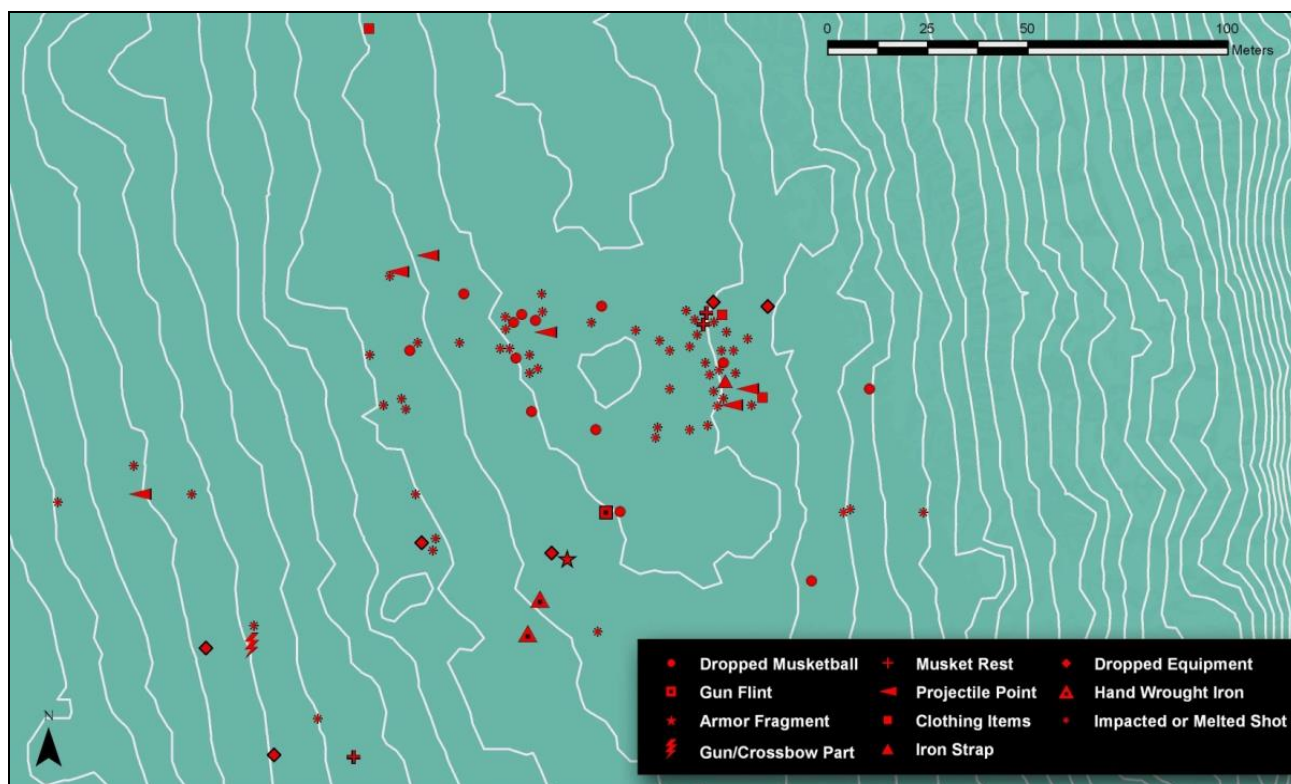 0 25 50 100
Meters
Dropped Musketball Musket Rest Dropped Equipment
Gun Flint Projectile Point Hand Wrought Iron
Armor Fragment Clothing Items Impacted or Melted Shot
Gun/Crossbow Part Iron Strap
N